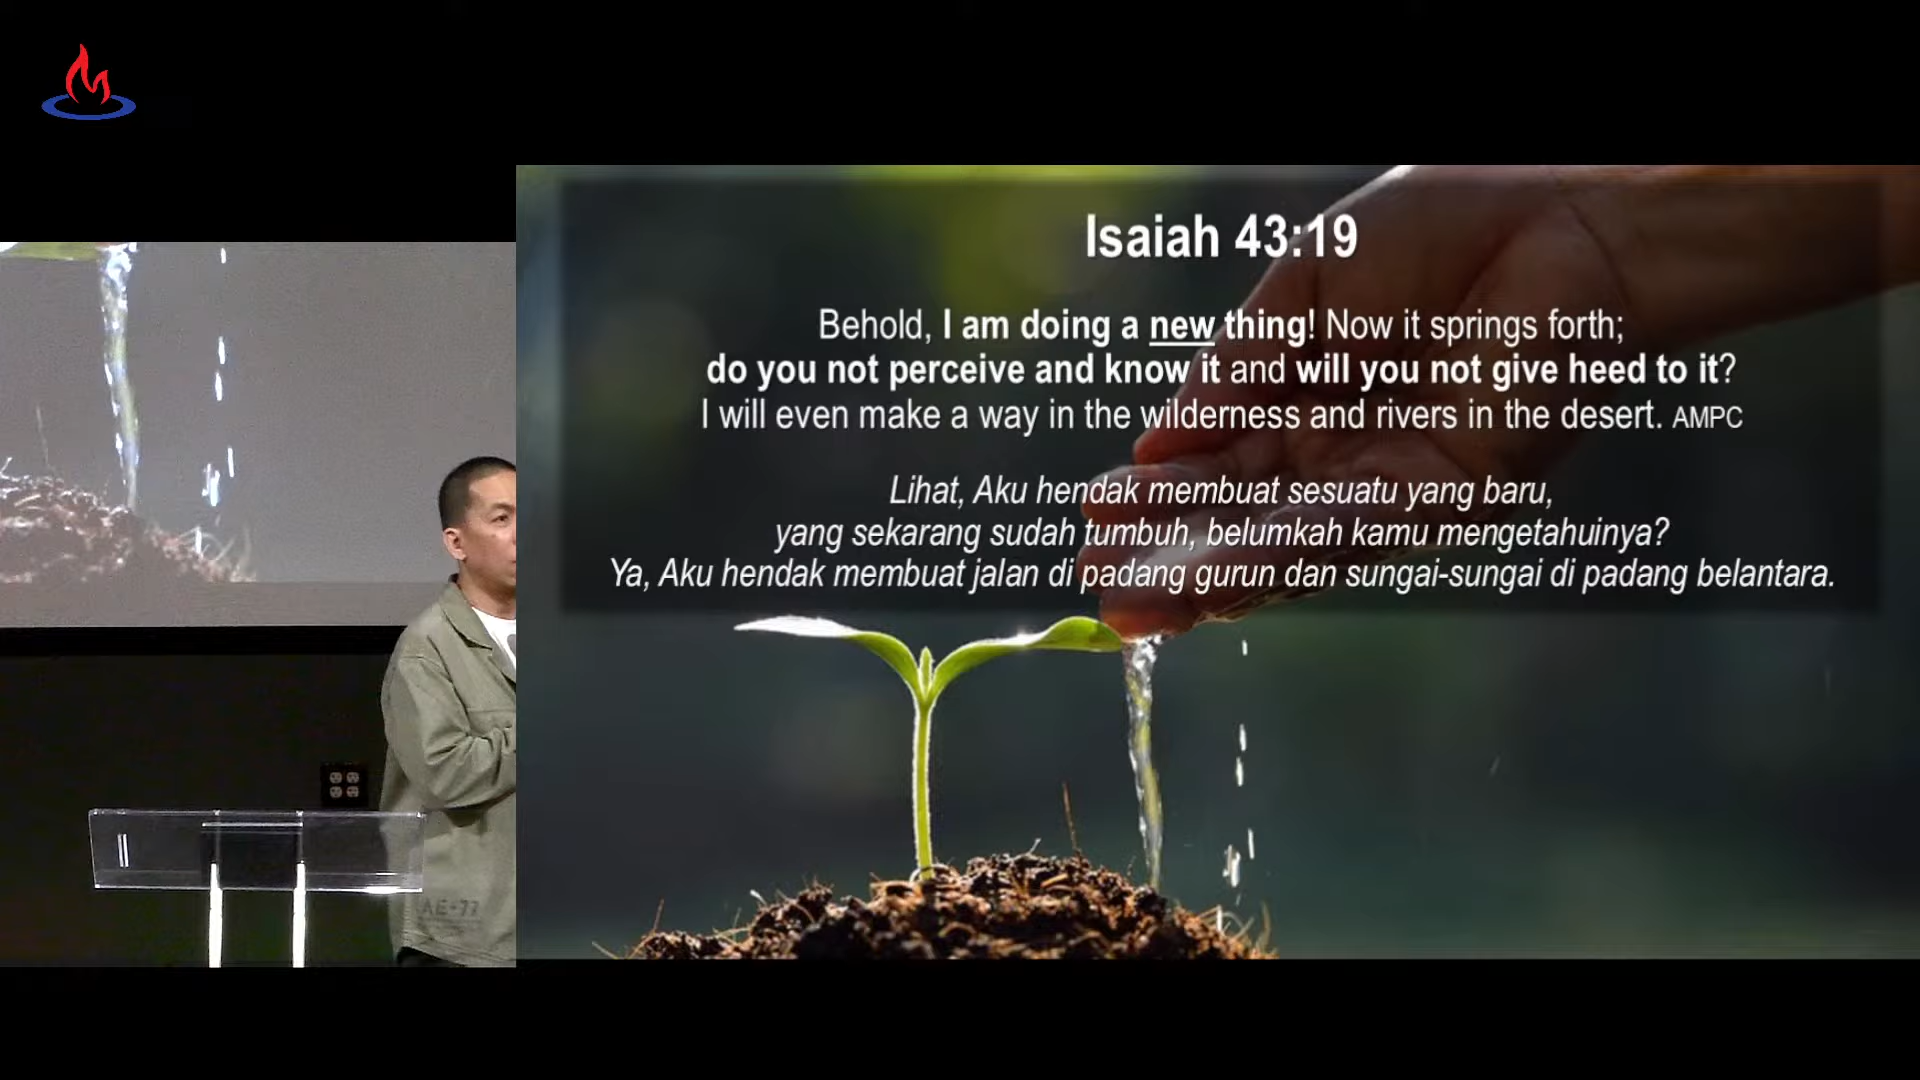 Isaiah 43:19
Behold, I am doing a new thing! Now it springs forth;
do you not perceive and know it and will you not give heed to it?
I will even make a way in the wilderness and rivers in the desert. AMPC
Lihat, Aku hendak membuat sesuatu yang baru,
yang sekarang sudah tumbuh, belumkah kamu mengetahuinya?
Ya, Aku hendak membuat jalan di padang gurun dan sungai-sungai di padang belantara.
AE-77